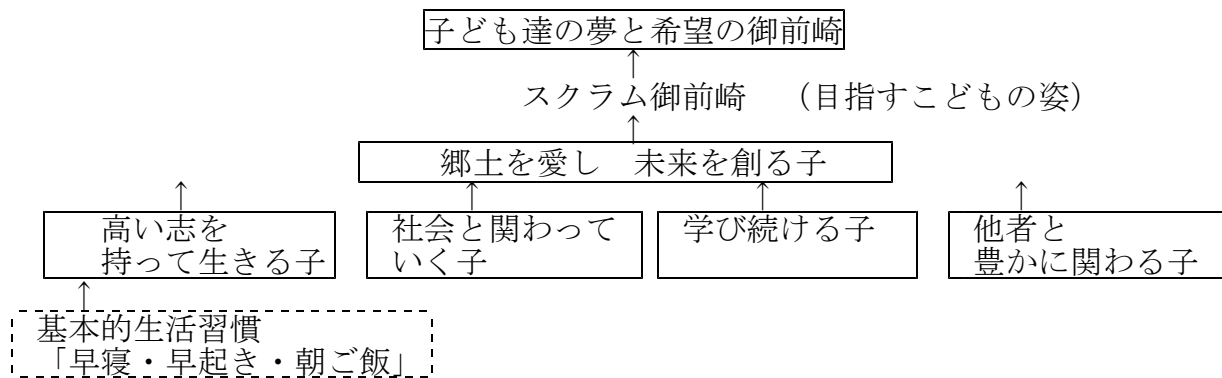 子ども達の夢と希望の御前崎
↑
スクラム御前崎　（目指すこどもの姿）
↑
郷土を愛し　未来を創る子
↑　↑　↑　↑
高い志を
持って生きる子
社会と関わって
いく子
学び続ける子
他者と
豊かに関わる子
↑
基本的生活習慣
「早寝・早起き・朝ご飯」